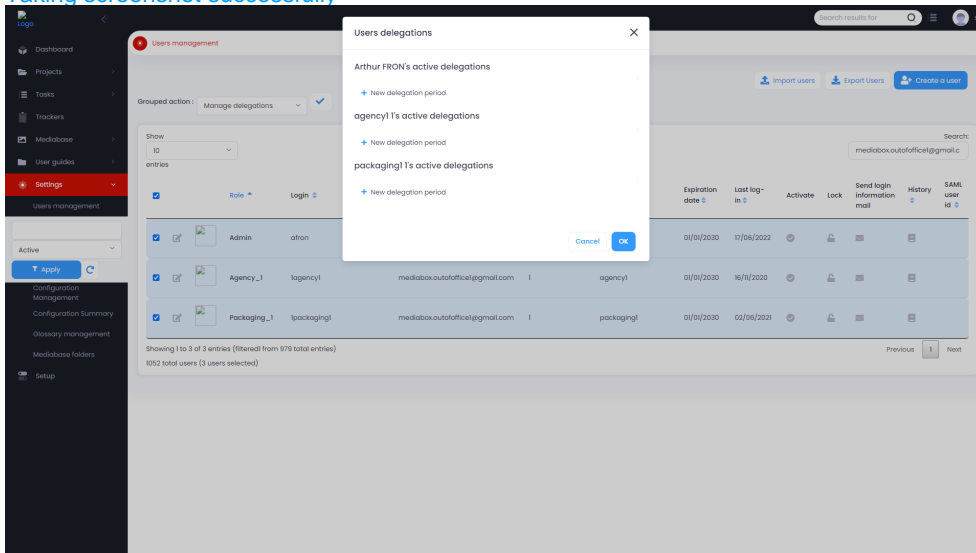 Taking screenshot successfully
Logo
Search results for
Dashboard
Projects
Tasks
Trackers
Mediabase
User guides
Settings
Users management
Active
Apply
Configuration
Management
Configuration Summary
Glossary management
Mediabase folders
Setup
Users management
Import users
Export Users
Create a user
Grouped action :
Manage delegations
Show
10
entries
Search:
mediabox.outofoffice1@gmail.c
Role
Login
Expiration
date
Last log-
in
Activate
Lock
Send login
information
mail
History
SAML
user
id
Admin
afron
01/01/2030
17/06/2022
Agency_1
1agency1
mediabox.outofoffice1@gmail.com
1
agency1
01/01/2030
16/11/2020
Packaging_1
1packaging1
mediabox.outofoffice1@gmail.com
1
packaging1
01/01/2030
02/06/2021
Showing 1 to 3 of 3 entries (filtered1 from 979 total entries)
1052 total users (3 users selected)
Previous
1
Next
Users delegations
Arthur FRON's active delegations
+ New delegation period
agency1 1's active delegations
+ New delegation period
packaging1 1's active delegations
+ New delegation period
Cancel
OK